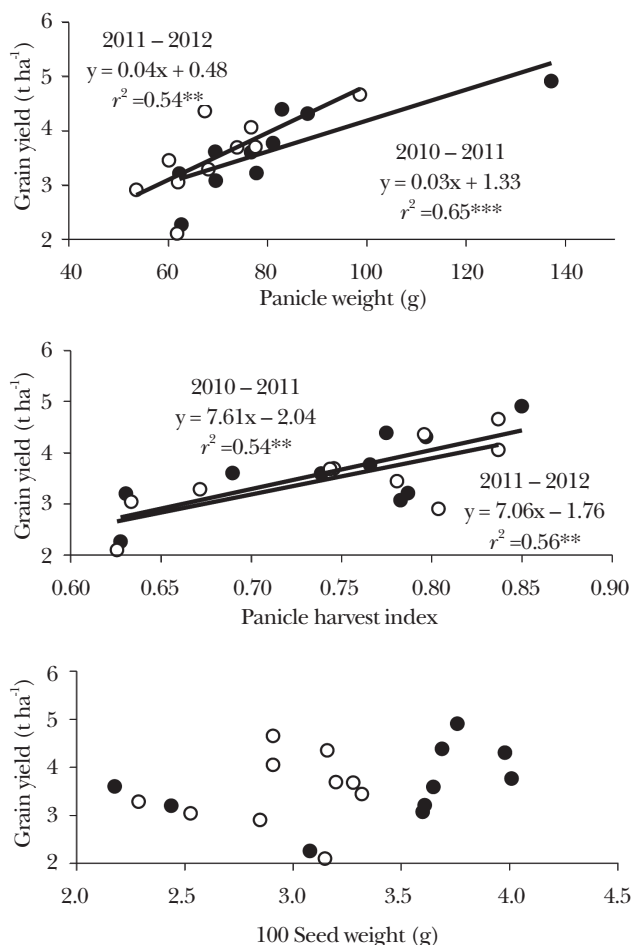 6
5
4
3
2
Grain yield (t ha⁻¹)
2011 – 2012
y = 0.04x + 0.48
r² =0.54**
2010 – 2011
y = 0.03x + 1.33
r² =0.65***
40 60 80 100 120 140
Panicle weight (g)
6
5
4
3
2
Grain yield (t ha⁻¹)
2010 – 2011
y = 7.61x – 2.04
r² =0.54**
2011 – 2012
y = 7.06x – 1.76
r² =0.56**
0.60 0.65 0.70 0.75 0.80 0.85 0.90
Panicle harvest index
6
5
4
3
2
Grain yield (t ha⁻¹)
2.0 2.5 3.0 3.5 4.0 4.5
100 Seed weight (g)